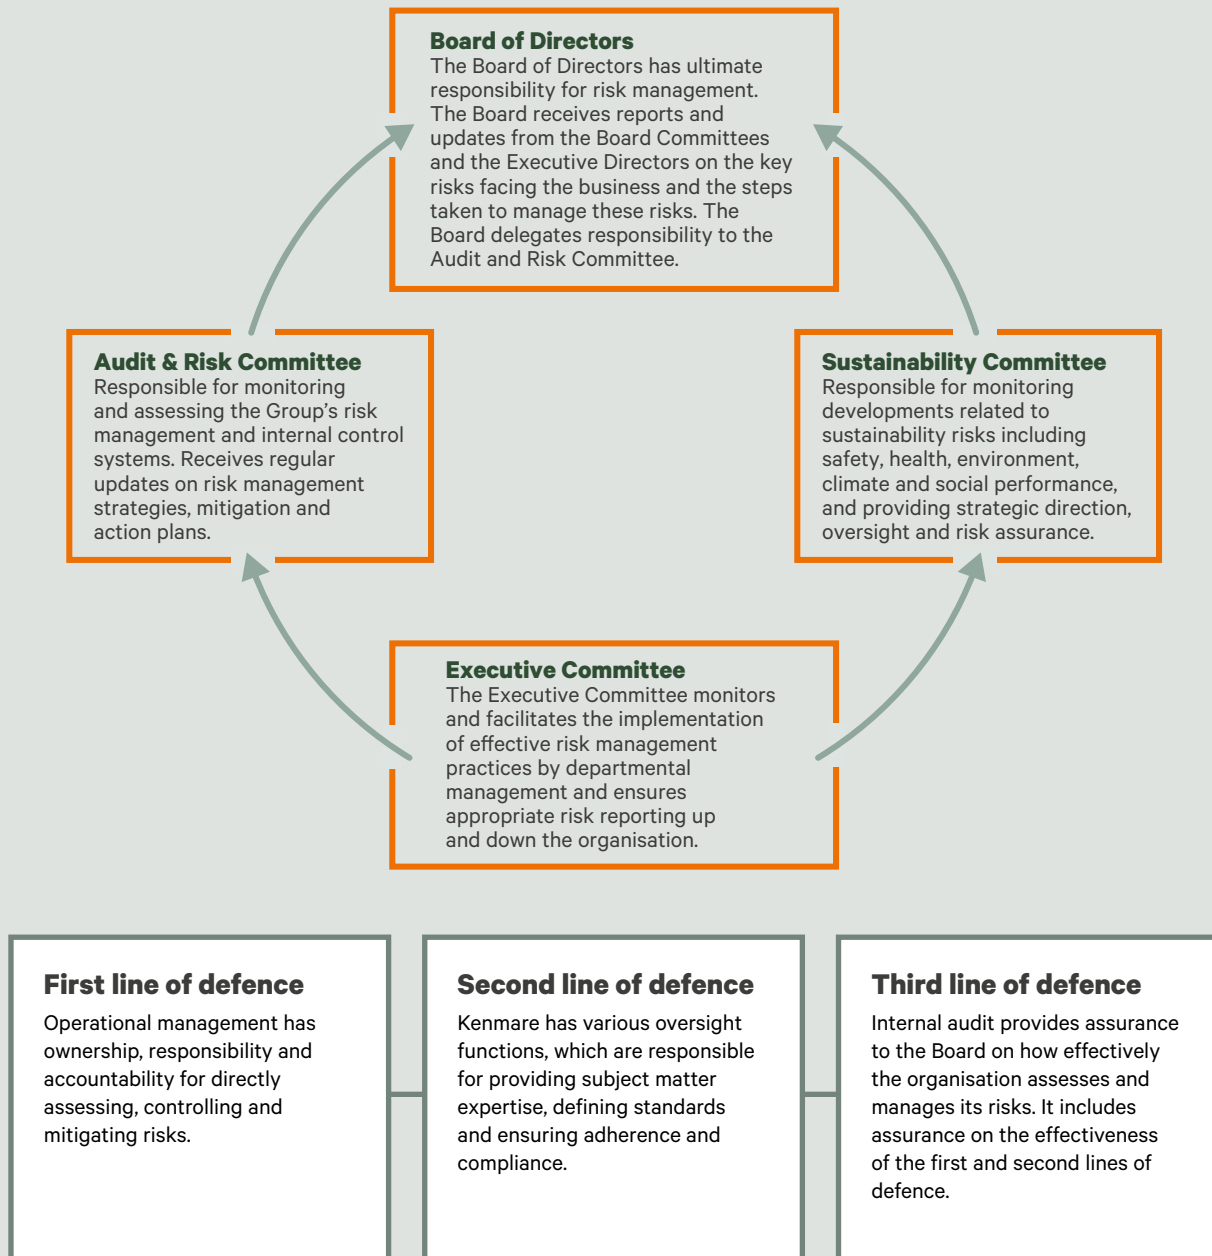 Board of Directors
The Board of Directors has ultimate
responsibility for risk management.
The Board receives reports and
updates from the Board Committees
and the Executive Directors on the key
risks facing the business and the steps
taken to manage these risks. The
Board delegates responsibility to the
Audit and Risk Committee.
Audit & Risk Committee
Responsible for monitoring
and assessing the Group’s risk
management and internal control
systems. Receives regular
updates on risk management
strategies, mitigation and
action plans.
Sustainability Committee
Responsible for monitoring
developments related to
sustainability risks including
safety, health, environment,
climate and social performance,
and providing strategic direction,
oversight and risk assurance.
Executive Committee
The Executive Committee monitors
and facilitates the implementation
of effective risk management
practices by departmental
management and ensures
appropriate risk reporting up
and down the organisation.
First line of defence
Operational management has
ownership, responsibility and
accountability for directly
assessing, controlling and
mitigating risks.
Second line of defence
Kenmare has various oversight
functions, which are responsible
for providing subject matter
expertise, defining standards
and ensuring adherence and
compliance.
Third line of defence
Internal audit provides assurance
to the Board on how effectively
the organisation assesses and
manages its risks. It includes
assurance on the effectiveness
of the first and second lines of
defence.